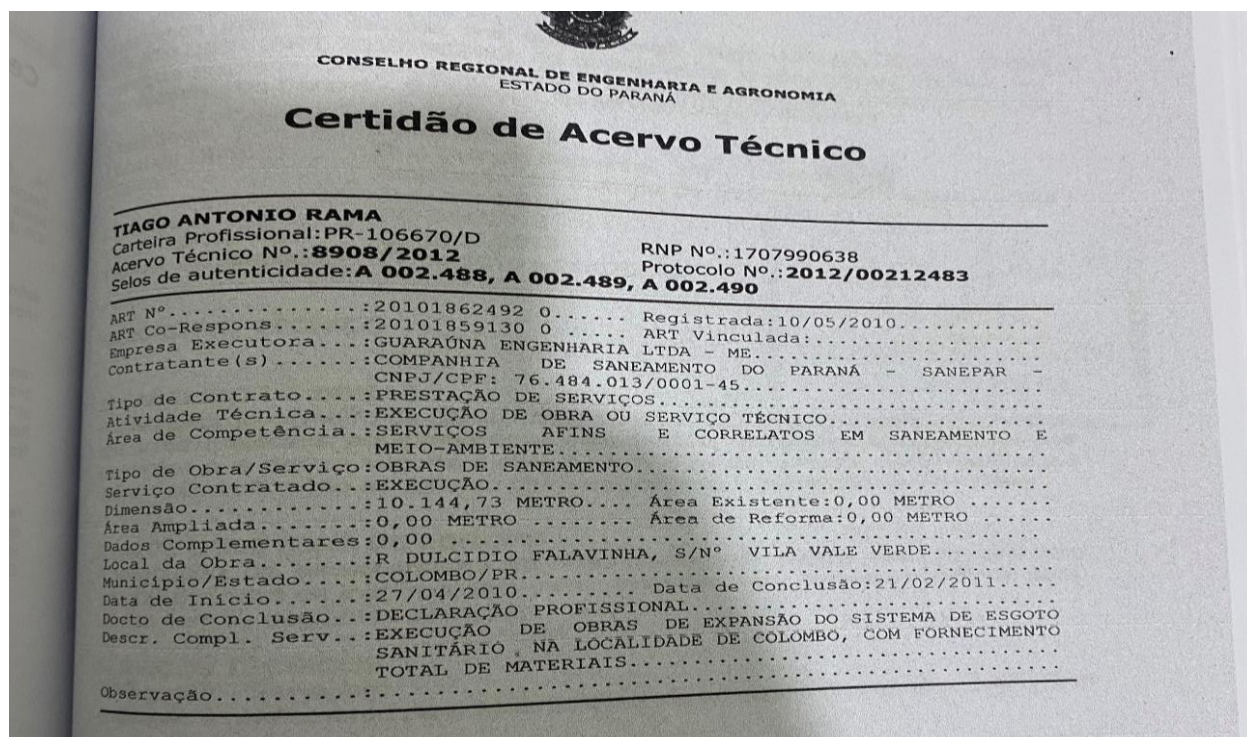 CONSELHO REGIONAL DE ENGENHARIA E AGRONOMIA
ESTADO DO PARANÁ
Certidão de Acervo Técnico
TIAGO ANTONIO RAMA
Carteira Profissional:PR-106670/D RNP Nº.:1707990638
Acervo Técnico Nº.:8908/2012 Protocolo Nº.:2012/00212483
Selos de autenticidade:A 002.488, A 002.489, A 002.490
ART Nº...............:20101862492 0...... Registrada:10/05/2010............
ART Co-Respons.......:20101859130 0...... ART Vinculada:..................
Empresa Executora....:GUARAÚNA ENGENHARIA LTDA - ME.......................
Contratante(s).......:COMPANHIA DE SANEAMENTO DO PARANÁ - SANEPAR -
CNPJ/CPF: 76.484.013/0001-45........................
Tipo de Contrato.....:PRESTAÇÃO DE SERVIÇOS...............................
Atividade Técnica....:EXECUÇÃO DE OBRA OU SERVIÇO TÉCNICO.................
Área de Competência.:SERVIÇOS AFINS E CORRELATOS EM SANEAMENTO E
MEIO-AMBIENTE.......................................
Tipo de Obra/Serviço:OBRAS DE SANEAMENTO.................................
Serviço Contratado..:EXECUÇÃO............................................
Dimensão............:10.144,73 METRO.... Área Existente:0,00 METRO .......
Área Ampliada.......:0,00 METRO ........ Área de Reforma:0,00 METRO ......
Dados Complementares:0,00 ...............................................
Local da Obra.......:R DULCIDIO FALAVINHA, S/Nº VILA VALE VERDE..........
Município/Estado....:COLOMBO/PR..........................................
Data de Início......:27/04/2010......... Data de Conclusão:21/02/2011.....
Docto de Conclusão..:DECLARAÇÃO PROFISSIONAL.............................
Descr. Compl. Serv..:EXECUÇÃO DE OBRAS DE EXPANSÃO DO SISTEMA DE ESGOTO
SANITÁRIO , NA LOCALIDADE DE COLOMBO, COM FORNECIMENTO
TOTAL DE MATERIAIS..................................
Observação..........:....................................................